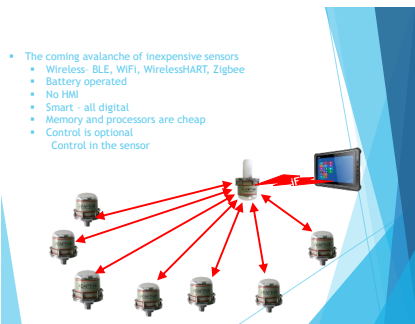 The coming avalanche of inexpensive sensors
Wireless- BLE, WiFi, WirelessHART, Zigbee
Battery operated
No HMI
Smart – all digital
Memory and processors are cheap
Control is optional
Control in the sensor